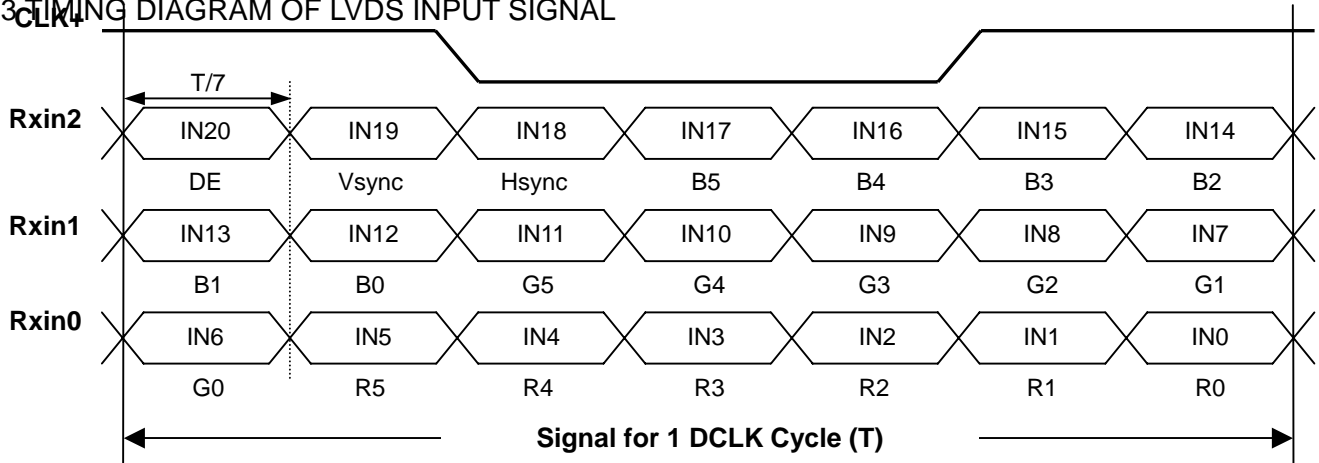 3 TIMING DIAGRAM OF LVDS INPUT SIGNAL
CLK+
T/7
Rxin2
IN20 IN19 IN18 IN17 IN16 IN15 IN14
DE Vsync Hsync B5 B4 B3 B2
Rxin1
IN13 IN12 IN11 IN10 IN9 IN8 IN7
B1 B0 G5 G4 G3 G2 G1
Rxin0
IN6 IN5 IN4 IN3 IN2 IN1 IN0
G0 R5 R4 R3 R2 R1 R0
Signal for 1 DCLK Cycle (T)